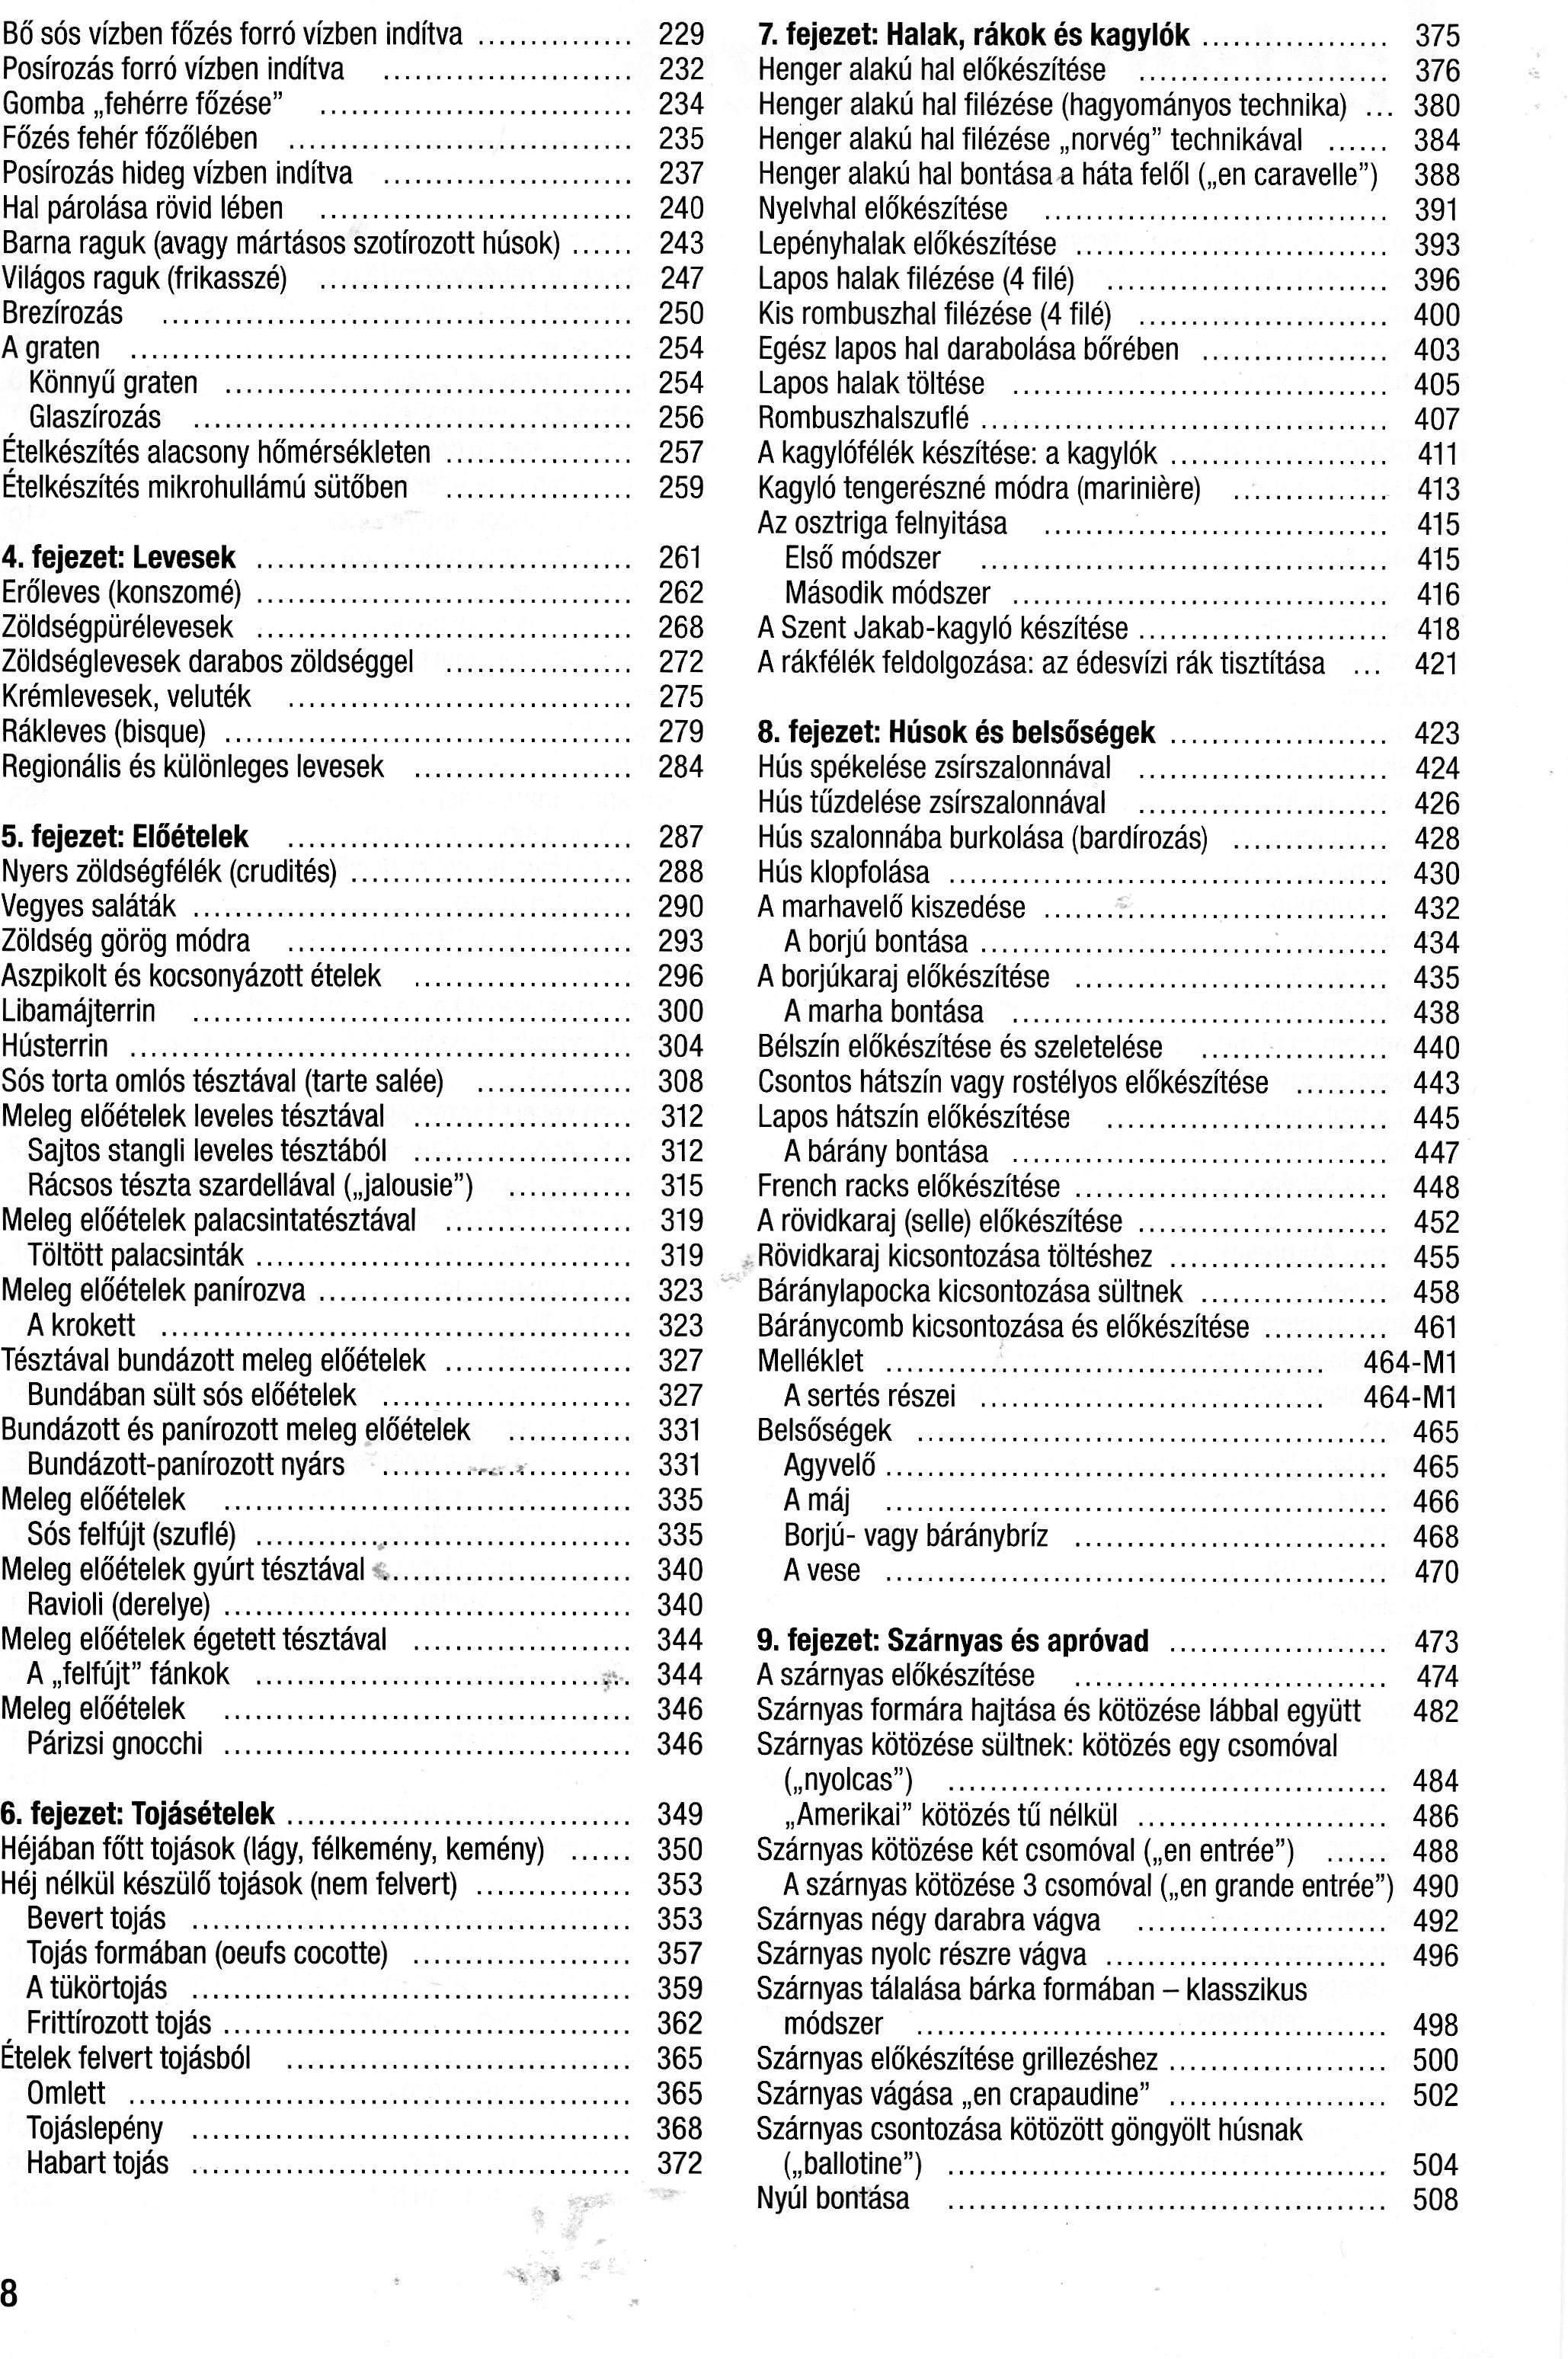 Bő sós vízben főzés forró vízben indítva ............... 229
Posírozás forró vízben indítva ........................ 232
Gomba „fehérre főzése” .............................. 234
Főzés fehér főzőlében ................................. 235
Posírozás hideg vízben indítva ........................ 237
Hal párolása rövid lében .............................. 240
Barna raguk (avagy mártásos szotírozott húsok) ...... 243
Világos raguk (frikasszé) .............................. 247
Brezírozás ............................................. 250
A graten ................................................ 254
Könnyű graten ....................................... 254
Glaszírozás .......................................... 256
Ételkészítés alacsony hőmérsékleten .................. 257
Ételkészítés mikrohullámú sütőben .................. 259
4. fejezet: Levesek .................................... 261
Erőleves (konszomé) .................................... 262
Zöldségpürélevesek .................................... 268
Zöldséglevesek darabos zöldséggel .................. 272
Krémlevesek, veluték ................................. 275
Rákleves (bisque) ....................................... 279
Regionális és különleges levesek ..................... 284
5. fejezet: Előételek ................................. 287
Nyers zöldségfélék (crudités) ........................... 288
Vegyes saláták .......................................... 290
Zöldség görög módra ................................. 293
Aszpikolt és kocsonyázott ételek ..................... 296
Libamájterrin .......................................... 300
Hústerrin ................................................ 304
Sós torta omlós tésztával (tarte salée) ............... 308
Meleg előételek leveles tésztával ..................... 312
Sajtos stangli leveles tésztából ..................... 312
Rácsos tészta szardellával („jalousie”) ............ 315
Meleg előételek palacsintatésztával .................. 319
Töltött palacsinták .................................... 319
Meleg előételek panírozva .............................. 323
A krokett ............................................. 323
Tésztával bundázott meleg előételek .................. 327
Bundában sült sós előételek ........................ 327
Bundázott és panírozott meleg előételek ............ 331
Bundázott-panírozott nyárs ........................ 331
Meleg előételek ....................................... 335
Sós felfújt (szuflé) .................................... 335
Meleg előételek gyúrt tésztával ........................ 340
Ravioli (derelye) ....................................... 340
Meleg előételek égetett tésztával ..................... 344
A „felfújt” fánkok .................................... 344
Meleg előételek ....................................... 346
Párizsi gnocchi ....................................... 346
6. fejezet: Tojásételek ................................. 349
Héjában főtt tojások (lágy, félkemény, kemény) ...... 350
Héj nélkül készülő tojások (nem felvert) ............... 353
Bevert tojás .......................................... 353
Tojás formában (oeufs cocotte) ..................... 357
A tükörtojás .......................................... 359
Frittírozott tojás ....................................... 362
Ételek felvert tojásból ................................. 365
Omlett ................................................ 365
Tojáslepény .......................................... 368
Habart tojás .......................................... 372
8
7. fejezet: Halak, rákok és kagylók .................. 375
Henger alakú hal előkészítése ........................ 376
Henger alakú hal filézése (hagyományos technika) ... 380
Henger alakú hal filézése „norvég” technikával ...... 384
Henger alakú hal bontása a háta felől („en caravelle”) 388
Nyelvhal előkészítése ................................. 391
Lepényhalak előkészítése .............................. 393
Lapos halak filézése (4 filé) ........................... 396
Kis rombuszhal filézése (4 filé) ........................ 400
Egész lapos hal darabolása bőrében .................. 403
Lapos halak töltése .................................... 405
Rombuszhalszuflé ....................................... 407
A kagylófélék készítése: a kagylók ..................... 411
Kagyló tengerészné módra (marinière) ............... 413
Az osztriga felnyitása ................................. 415
Első módszer ....................................... 415
Második módszer .................................... 416
A Szent Jakab-kagyló készítése ........................ 418
A rákfélék feldolgozása: az édesvízi rák tisztítása ... 421
8. fejezet: Húsok és belsőségek ..................... 423
Hús spékelése zsírszalonnával ........................ 424
Hús tűzdelése zsírszalonnával ........................ 426
Hús szalonnába burkolása (bardírozás) ............... 428
Hús klopfolása .......................................... 430
A marhavelő kiszedése ................................. 432
A borjú bontása ....................................... 434
A borjúkaraj előkészítése .............................. 435
A marha bontása .................................... 438
Bélszín előkészítése és szeletelése .................. 440
Csontos hátszín vagy rostélyos előkészítése ......... 443
Lapos hátszín előkészítése ........................... 445
A bárány bontása .................................... 447
French racks előkészítése .............................. 448
A rövidkaraj (selle) előkészítése ........................ 452
Rövidkaraj kicsontozása töltéshez ..................... 455
Báránylapocka kicsontozása sültnek .................. 458
Báránycomb kicsontozása és előkészítése ............ 461
Melléklet .......................................... 464-M1
A sertés részei ................................. 464-M1
Belsőségek ............................................. 465
Agyvelő ................................................ 465
A máj ................................................ 466
Borjú- vagy báránybríz .............................. 468
A vese ................................................ 470
9. fejezet: Szárnyas és apróvad ..................... 473
A szárnyas előkészítése .............................. 474
Szárnyas formára hajtása és kötözése lábbal együtt 482
Szárnyas kötözése sültnek: kötözés egy csomóval
(„nyolcas”) .......................................... 484
„Amerikai” kötözés tű nélkül ........................ 486
Szárnyas kötözése két csomóval („en entrée”) ...... 488
A szárnyas kötözése 3 csomóval („en grande entrée”) 490
Szárnyas négy darabra vágva ........................ 492
Szárnyas nyolc részre vágva ........................... 496
Szárnyas tálalása bárka formában – klasszikus
módszer ............................................. 498
Szárnyas előkészítése grillezéshez ..................... 500
Szárnyas vágása „en crapaudine” ..................... 502
Szárnyas csontozása kötözött göngyölt húsnak
(„ballotine”) .......................................... 504
Nyúl bontása .......................................... 508